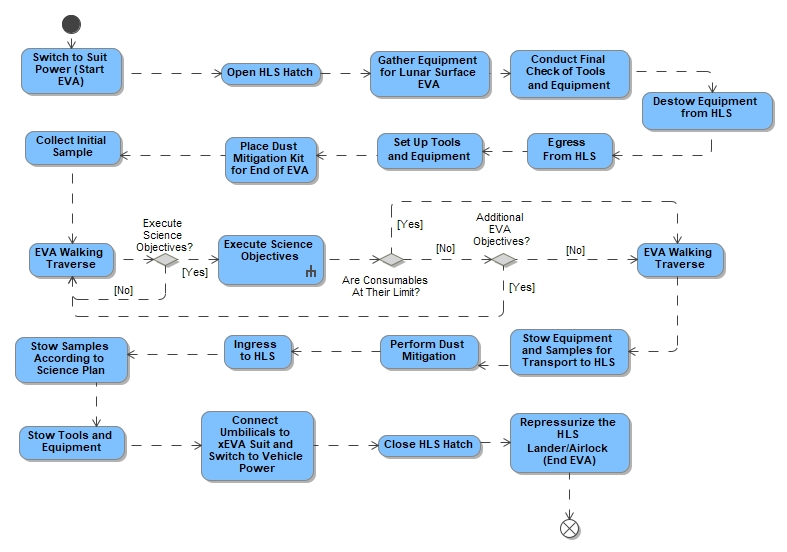 Switch to Suit
Power (Start
EVA)
Open HLS Hatch
Gather Equipment
for Lunar Surface
EVA
Conduct Final
Check of Tools
and Equipment
Destow Equipment
from HLS
Egress
From HLS
Set Up Tools
and Equipment
Place Dust
Mitigation Kit
for End of EVA
Collect Initial
Sample
EVA Walking
Traverse
Execute
Science
Objectives?
[Yes]
[No]
Execute Science
Objectives
Are Consumables
At Their Limit?
[Yes]
[No]
Additional
EVA
Objectives?
[No]
[Yes]
EVA Walking
Traverse
Stow Equipment
and Samples for
Transport to HLS
Perform Dust
Mitigation
Ingress
to HLS
Stow Samples
According to
Science Plan
Stow Tools and
Equipment
Connect
Umbilicals to
xEVA Suit and
Switch to Vehicle
Power
Close HLS Hatch
Repressurize the
HLS
Lander/Airlock
(End EVA)